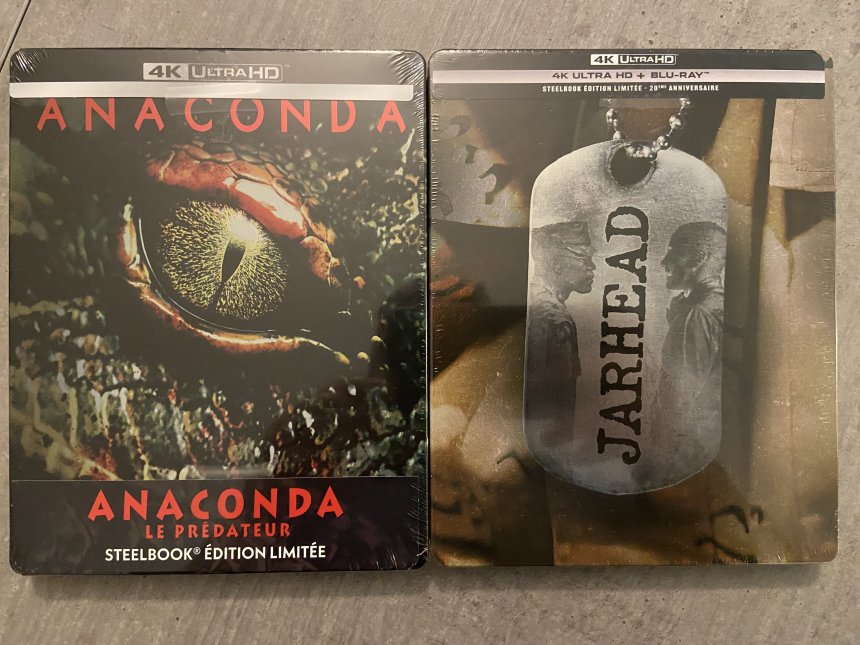 4K ULTRA HD
ANACONDA
ANACONDA
LE PRÉDATEUR
STEELBOOK® ÉDITION LIMITÉE
4K ULTRA HD
4K ULTRA HD + BLU-RAY™
STEELBOOK ÉDITION LIMITÉE • 20ÈME ANNIVERSAIRE
JARHEAD